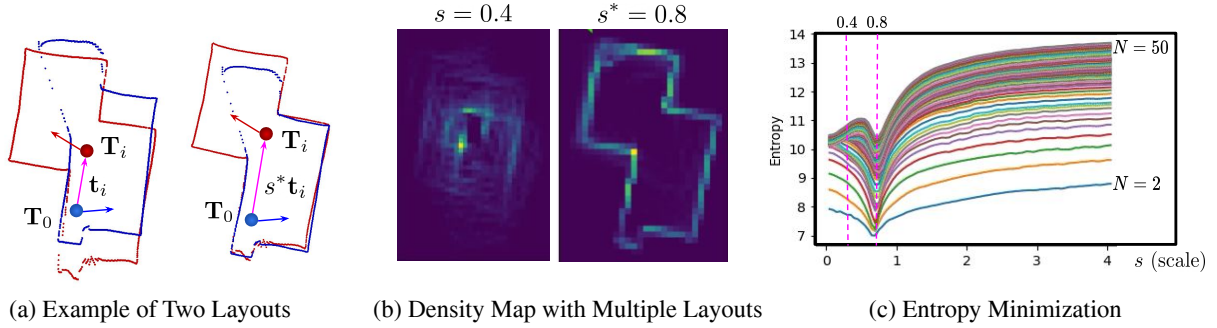 T_i
t_i
T_0
T_i
s*t_i
T_0
(a) Example of Two Layouts
s = 0.4
s* = 0.8
(b) Density Map with Multiple Layouts
0.4 0.8
14
13
12
11
10
9
8
7
Entropy
N = 50
N = 2
0 1 2 3 4
s (scale)
(c) Entropy Minimization